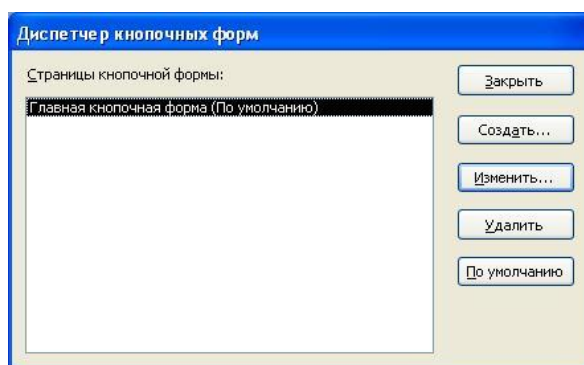 Диспетчер кнопочных форм
Страницы кнопочной формы:
Главная кнопочная форма (По умолчанию)
Закрыть
Создать...
Изменить...
Удалить
По умолчанию